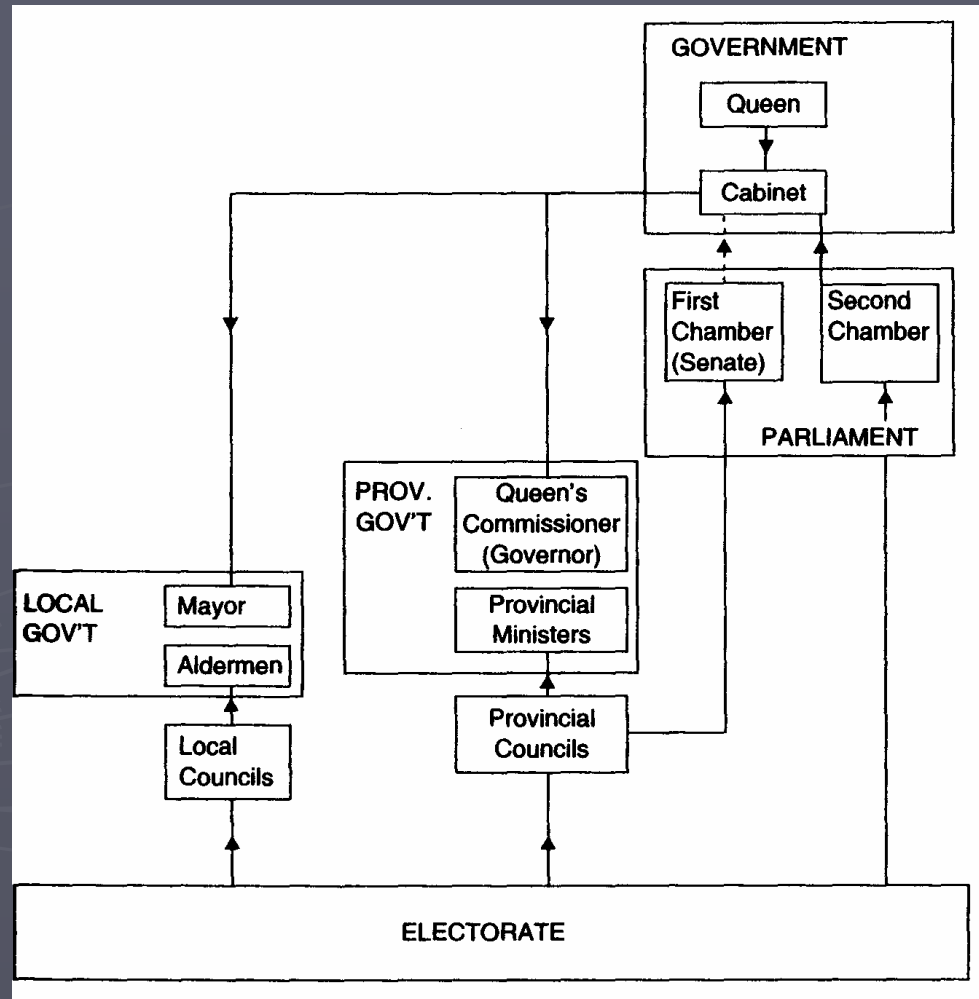 GOVERNMENT
Queen
Cabinet
First
Chamber
(Senate)
Second
Chamber
PARLIAMENT
PROV.
GOV'T
Queen's
Commissioner
(Governor)
Provincial
Ministers
LOCAL
GOV'T
Mayor
Aldermen
Provincial
Councils
Local
Councils
ELECTORATE